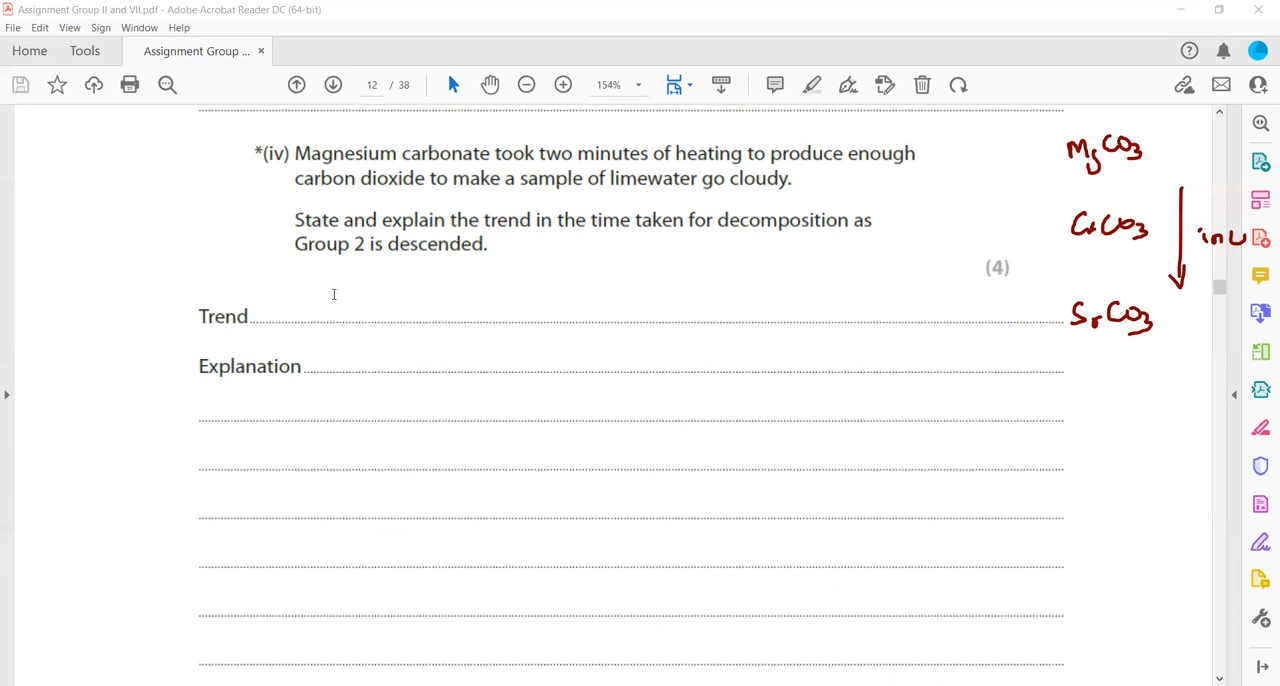 Assignment Group II and VII.pdf - Adobe Acrobat Reader DC (64-bit)
File Edit View Sign Window Help
Home Tools Assignment Group ... ×
12 / 38 154%
*(iv) Magnesium carbonate took two minutes of heating to produce enough
carbon dioxide to make a sample of limewater go cloudy.
MgCO3
State and explain the trend in the time taken for decomposition as
Group 2 is descended.
CaCO3
(4)
Trend
SrCO3
Explanation